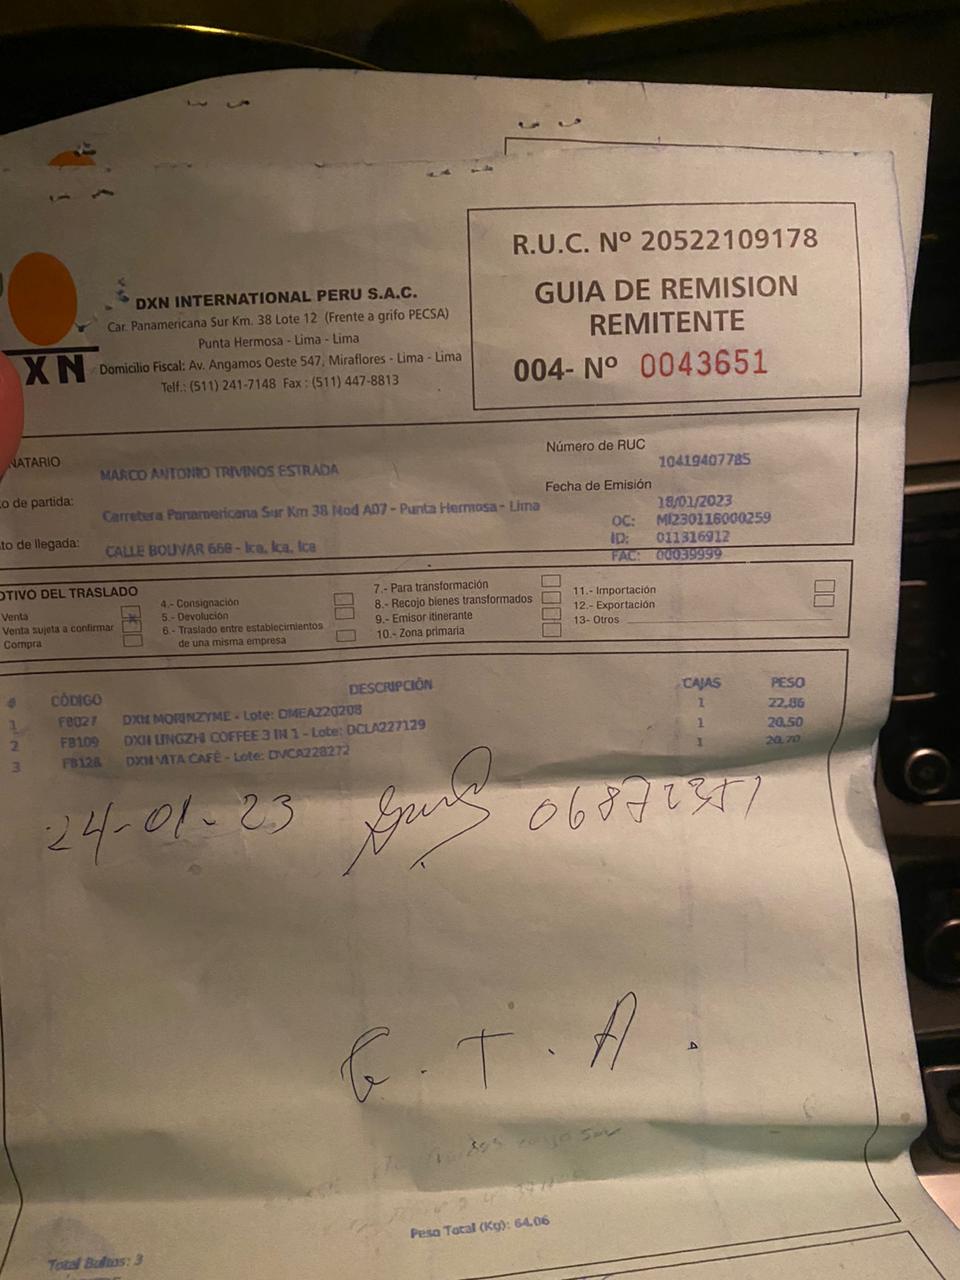 XN
DXN INTERNATIONAL PERU S.A.C.
Car. Panamericana Sur Km. 38 Lote 12 (Frente a grifo PECSA)
Punta Hermosa - Lima - Lima
Domicilio Fiscal: Av. Angamos Oeste 547, Miraflores - Lima - Lima
Telf.: (511) 241-7148 Fax : (511) 447-8813
R.U.C. Nº 20522109178
GUIA DE REMISION
REMITENTE
004- Nº 0043651
NATARIO MARCO ANTONIO TRIVINOS ESTRADA
Número de RUC
10419407785
o de partida: Carretera Panamericana Sur Km 38 Mod A07 - Punta Hermosa - Lima
Fecha de Emisión
18/01/2023
to de llegada: CALLE BOLIVAR 668 - Ica, Ica, Ica
OC: MI230116000259
ID: 011316912
FAC: 00039999
OTIVO DEL TRASLADO
Venta
Venta sujeta a confirmar
Compra
4.- Consignación
5.- Devolución
6.- Traslado entre establecimientos
de una misma empresa
7.- Para transformación
8.- Recojo bienes transformados
9.- Emisor itinerante
10.- Zona primaria
11.- Importación
12.- Exportación
13- Otros
# CÓDIGO DESCRIPCIÓN CAJAS PESO
1 FB027 DXN MORINZYME - Lote: DMEA220208 1 22,86
2 FB109 DXN LINGZHI COFFEE 3 IN 1 - Lote: DCLA227129 1 20,50
3 FB128 DXN VITA CAFÉ - Lote: DVCA228272 1 20,70
24-01-23 06872351
G.T.A.
Peso Total (Kg): 64.06
Total Bultos: 3